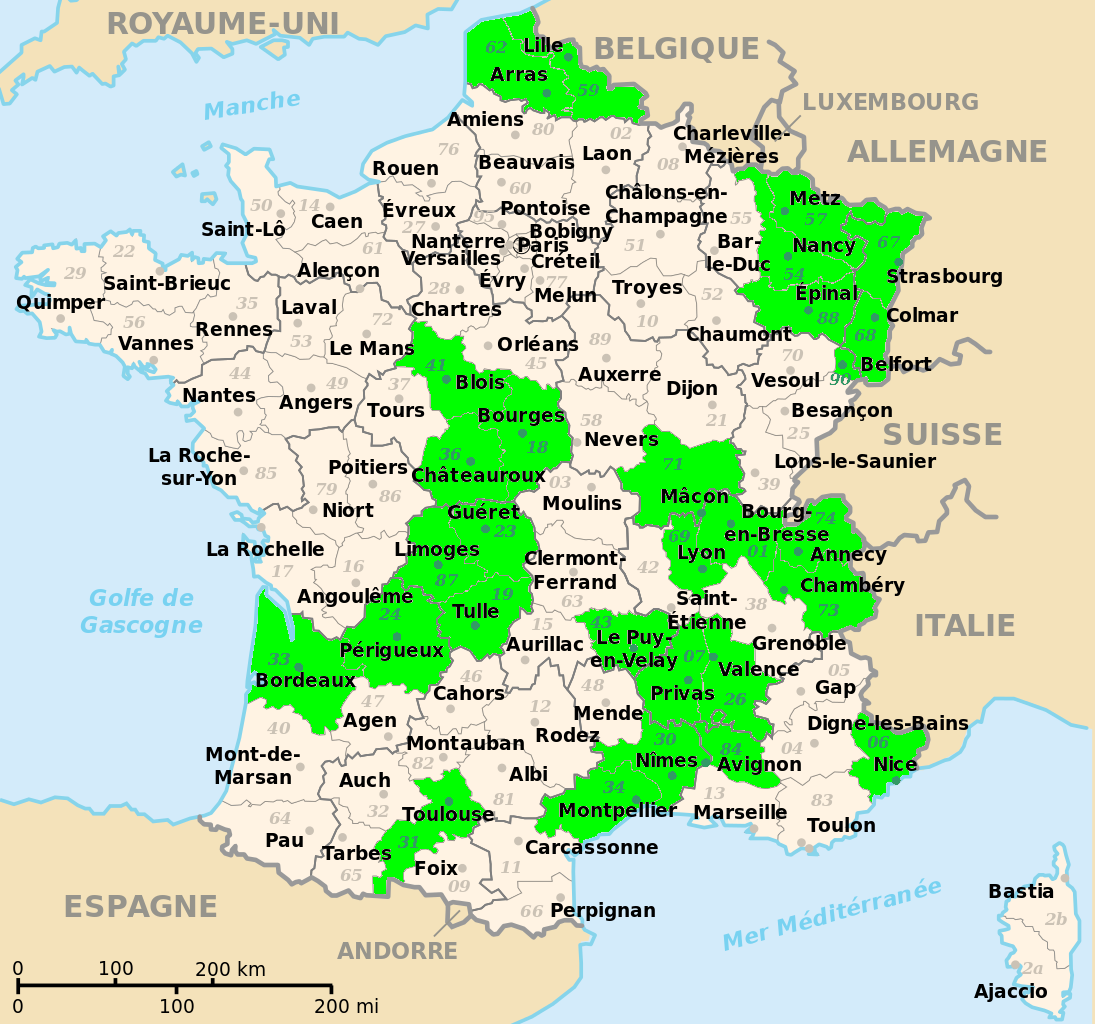 ROYAUME-UNI
BELGIQUE
62
Lille
Arras
59
LUXEMBOURG
Manche
ALLEMAGNE
Amiens
80
02
Charleville-
Mézières
76
Beauvais
Laon
08
Rouen
60
Châlons-en-
Champagne
Metz
57
50
14
Saint-Lô
Caen
Évreux
27
95
Pontoise
55
67
Bobigny
Nanterre
Paris
Versailles
Créteil
51
Bar-
le-Duc
Nancy
54
22
61
29
Saint-Brieuc
Alençon
Évry
77
Strasbourg
Quimper
35
Laval
28
Melun
Troyes
52
Épinal
88
56
Rennes
53
72
Chartres
10
Colmar
68
Vannes
Le Mans
Orléans
89
Chaumont
44
49
37
41
45
Auxerre
70
Belfort
90
Nantes
Angers
Tours
Blois
Dijon
Vesoul
21
Besançon
Bourges
58
25
SUISSE
18
Nevers
La Roche-
sur-Yon
85
Poitiers
36
Châteauroux
71
Lons-le-Saunier
79
86
03
39
Niort
Moulins
Mâcon
Guéret
23
Bourg-
en-Bresse
74
La Rochelle
Limoges
69
Lyon
01
Annecy
17
16
87
Clermont-
Ferrand
42
Chambéry
Golfe de
Gascogne
Angoulême
19
63
Saint-
Étienne
38
73
24
Tulle
15
43
ITALIE
Périgueux
Aurillac
Le Puy-
en-Velay
07
Grenoble
33
Bordeaux
46
48
Valence
05
Gap
Cahors
Privas
26
47
12
Mende
40
Agen
Rodez
Digne-les-Bains
Mont-de-
Marsan
Montauban
82
30
Nîmes
84
Avignon
04
06
Nice
Auch
Albi
34
13
83
32
81
Toulouse
Montpellier
Marseille
64
Toulon
Pau
31
Tarbes
Carcassonne
65
Foix
11
09
Bastia
ESPAGNE
66
Perpignan
Mer Méditérranée
2b
ANDORRE
0
100
200 km
2a
Ajaccio
0
100
200 mi